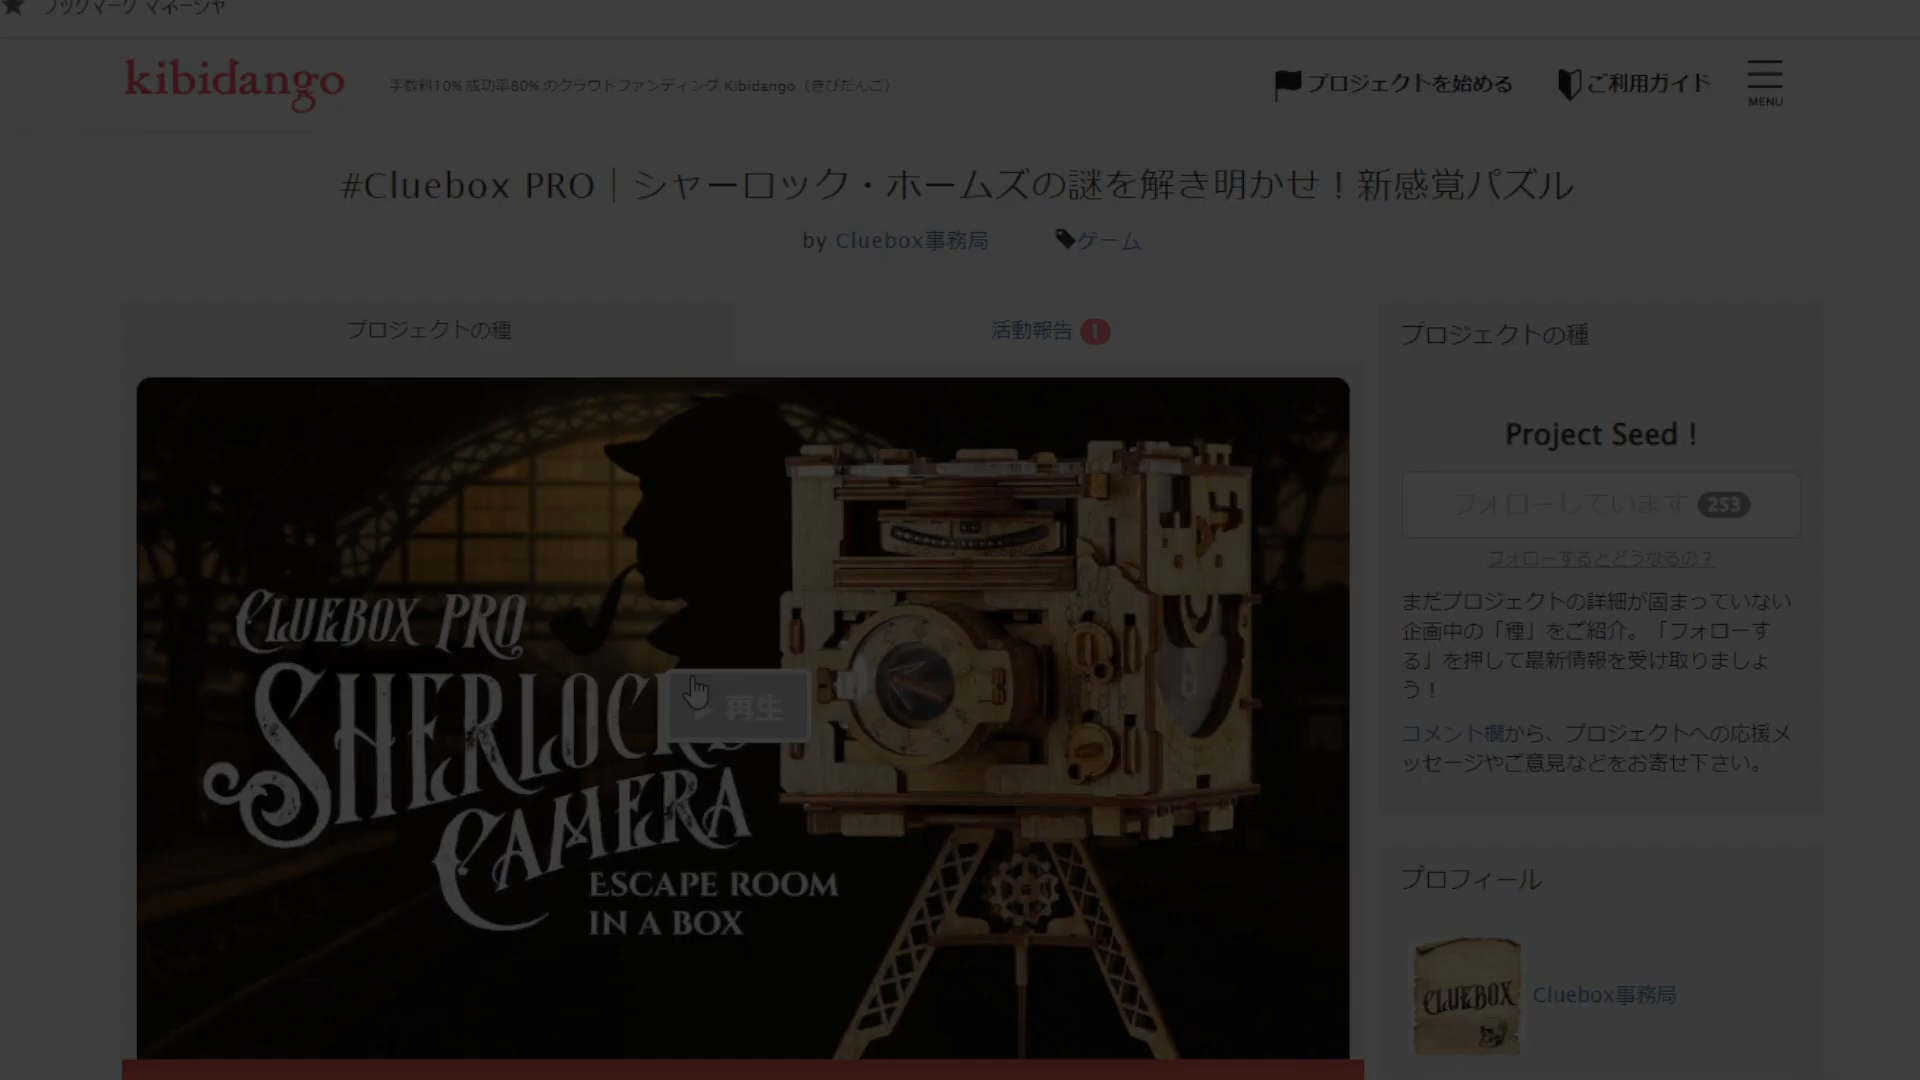 ブックマーク マネージャ
kibidango
手数料10% 成功率80% のクラウドファンディング Kibidango（きびだんご）
プロジェクトを始める
ご利用ガイド
MENU
#Cluebox PRO｜シャーロック・ホームズの謎を解き明かせ！新感覚パズル
by Cluebox事務局
ゲーム
プロジェクトの種
活動報告 1
CLUEBOX PRO
SHERLOCK'S
CAMERA
ESCAPE ROOM
IN A BOX
再生
プロジェクトの種
Project Seed !
フォローしています 253
フォローするとどうなるの？
まだプロジェクトの詳細が固まっていない
企画中の「種」をご紹介。「フォローす
る」を押して最新情報を受け取りましょ
う！
コメント欄から、プロジェクトへの応援メ
ッセージやご意見などをお寄せ下さい。
プロフィール
CLUEBOX
Cluebox事務局